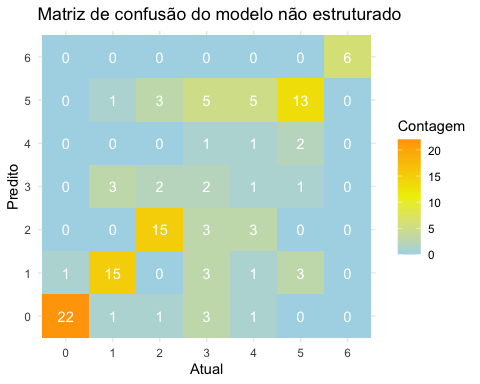 Matriz de confusão do modelo não estruturado
6 0 0 0 0 0 0 6
5 0 1 3 5 5 13 0
4 0 0 0 1 1 2 0
3 0 3 2 2 1 1 0
2 0 0 15 3 3 0 0
1 1 15 0 3 1 3 0
0 22 1 1 3 1 0 0
0 1 2 3 4 5 6
Atual
Predito
Contagem
20
15
10
5
0